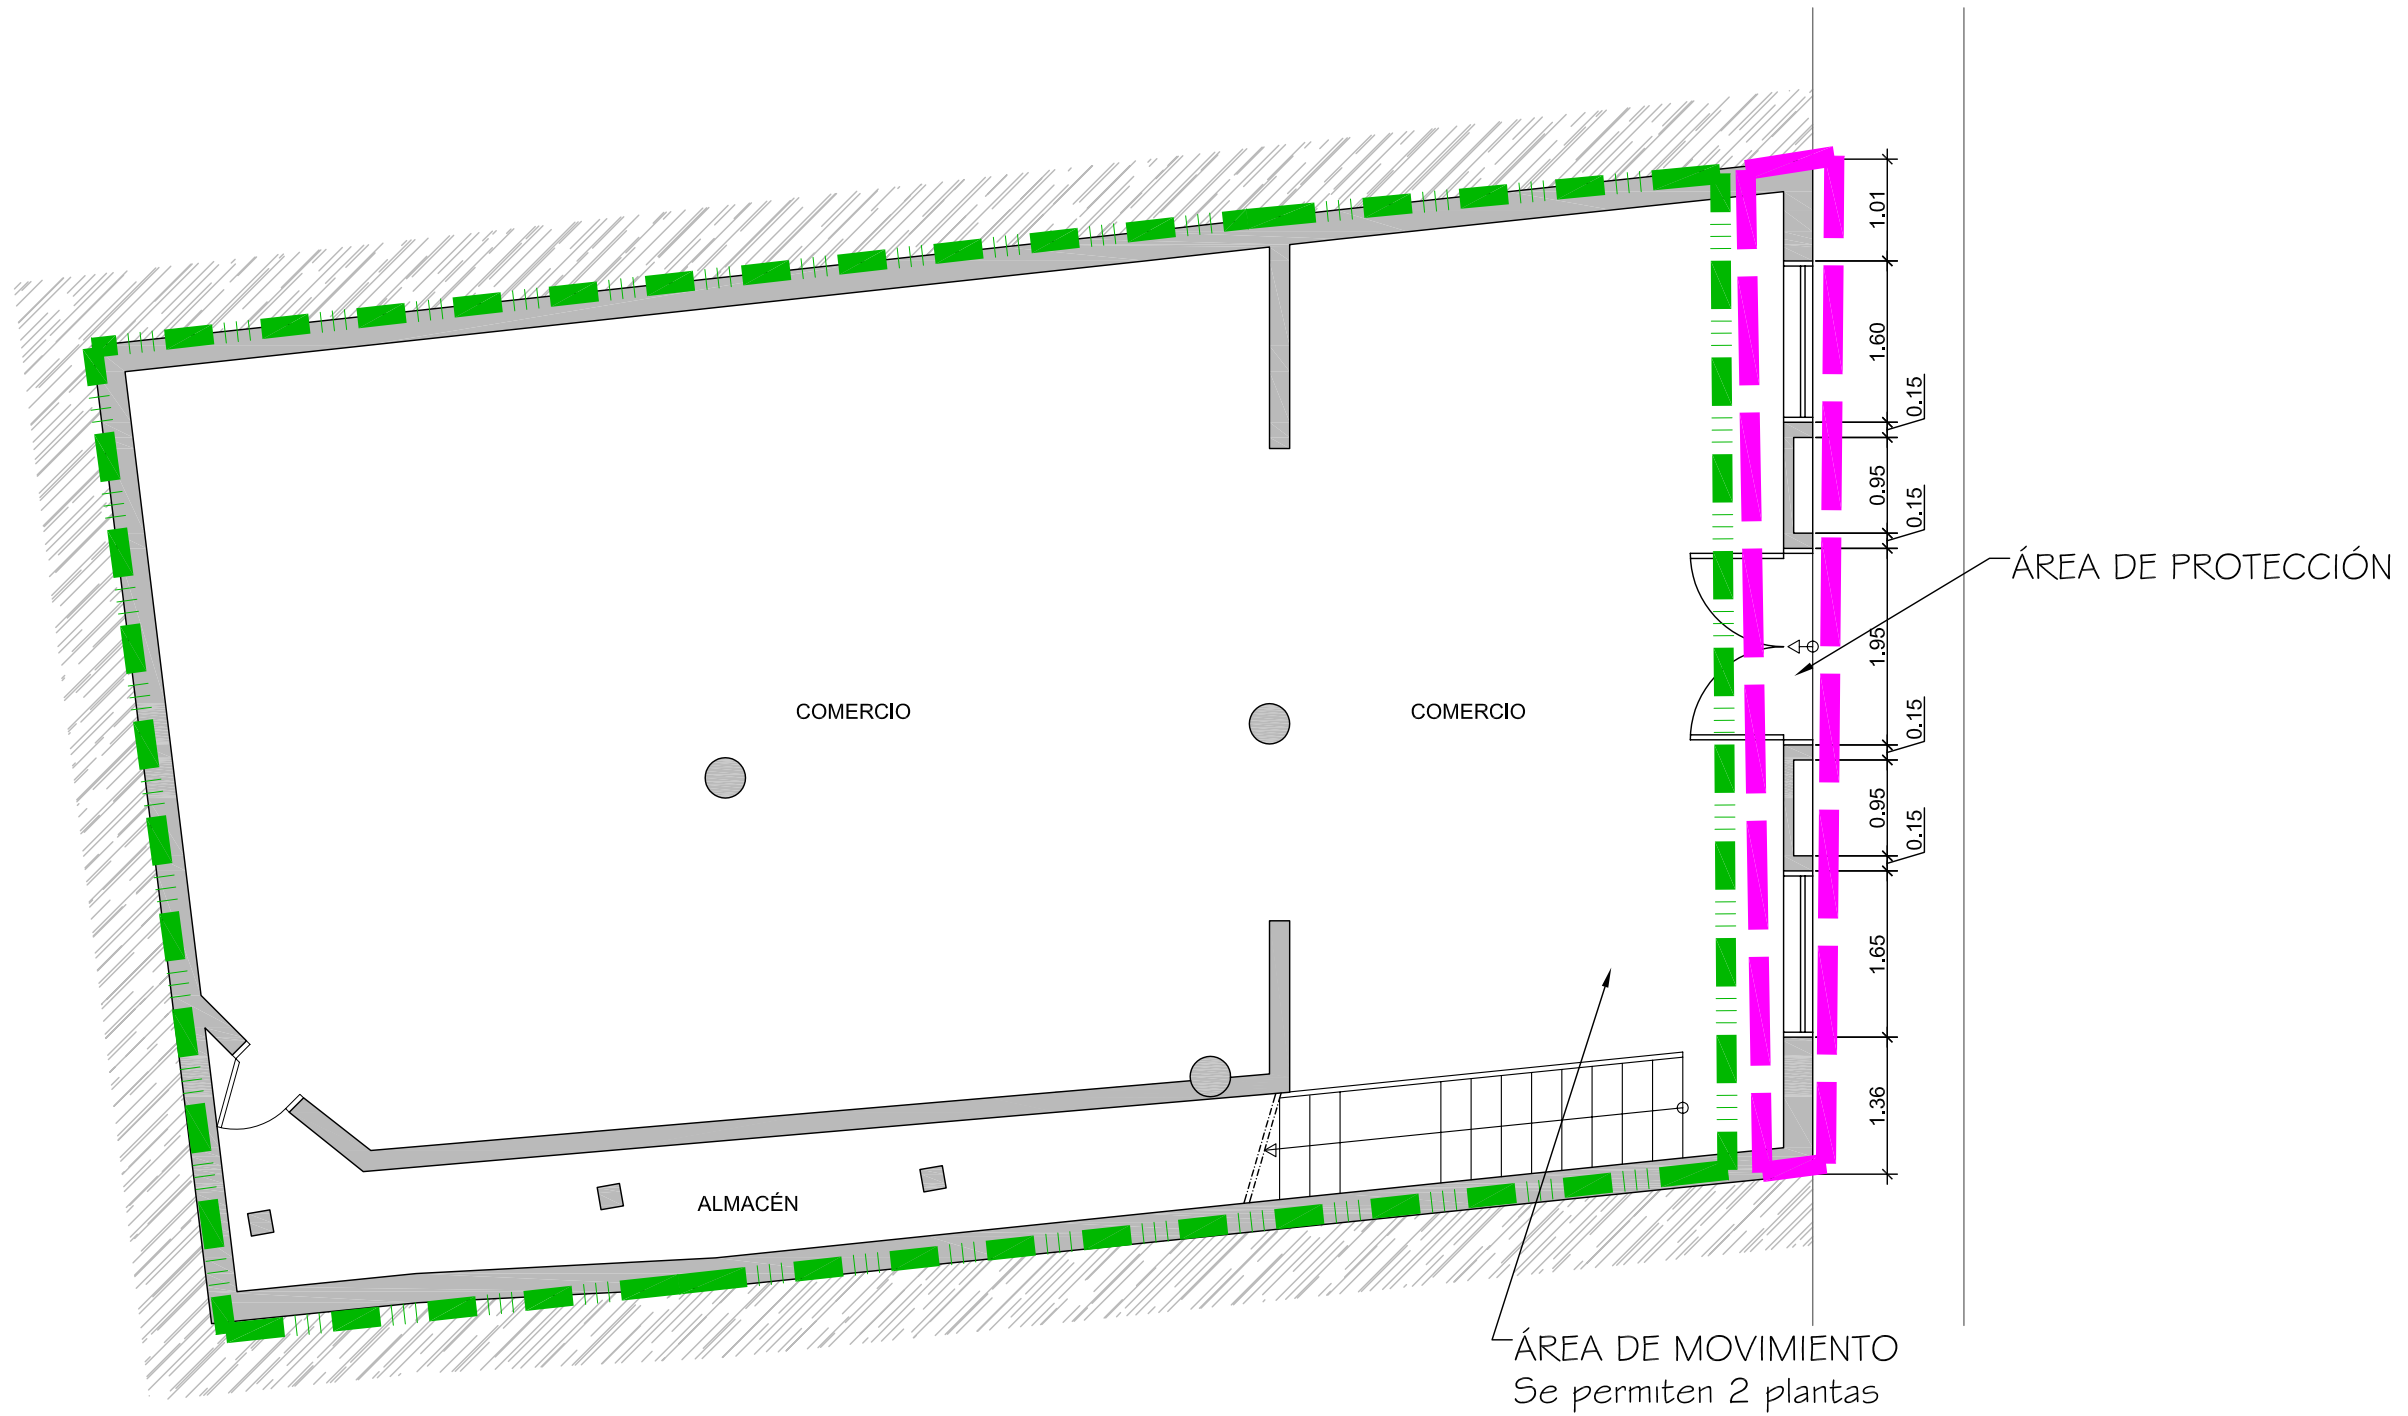 1.01
1.60
0.15
0.95
0.15
ÁREA DE PROTECCIÓN
1.95
COMERCIO
COMERCIO
0.15
0.95
0.15
1.65
1.36
ALMACÉN
ÁREA DE MOVIMIENTO
Se permiten 2 plantas